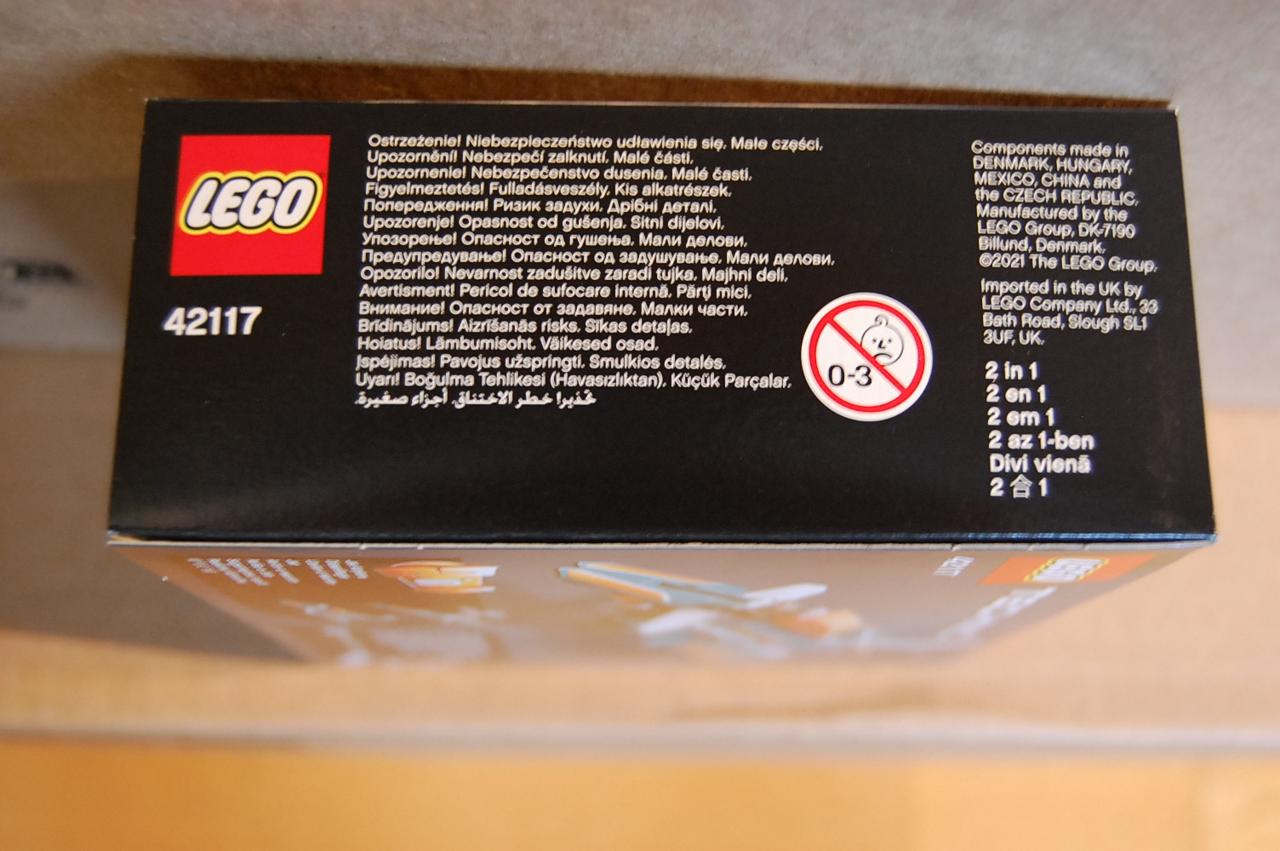 LEGO
42117
Ostrzeżenie! Niebezpieczeństwo udławienia się. Małe części.
Upozornění! Nebezpečí zalknutí. Malé části.
Upozornenie! Nebezpečenstvo dusenia. Malé časti.
Figyelmeztetés! Fulladásveszély. Kis alkatrészek.
Попередження! Ризик задухи. Дрібні деталі.
Upozorenje! Opasnost od gušenja. Sitni dijelovi.
Упозорење! Опасност од гушења. Мали делови.
Предупредување! Опасност од задушување. Мали делови.
Opozorilo! Nevarnost zadušitve zaradi tujka. Majhni deli.
Avertisment! Pericol de sufocare internă. Părţi mici.
Внимание! Опасност от задавяне. Малки части.
Brīdinājums! Aizrīšanās risks. Sīkas detaļas.
Hoiatus! Lämbumisoht. Väikesed osad.
Įspėjimas! Pavojus užspringti. Smulkios detalės.
Uyarı! Boğulma Tehlikesi (Havasızlıktan). Küçük Parçalar.
تحذير! خطر الاختناق. أجزاء صغيرة.
0-3
Components made in
DENMARK, HUNGARY,
MEXICO, CHINA and
the CZECH REPUBLIC.
Manufactured by the
LEGO Group, DK-7190
Billund, Denmark.
©2021 The LEGO Group.
Imported in the UK by
LEGO Company Ltd., 33
Bath Road, Slough SL1
3UF, UK.
2 in 1
2 en 1
2 em 1
2 az 1-ben
Divi vienā
2 合 1
LEGO
42117